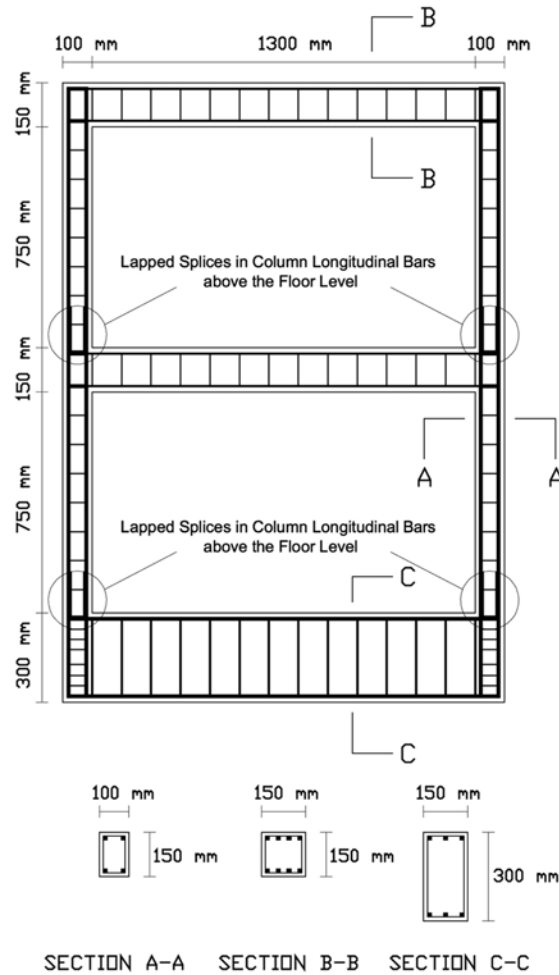 B
100 mm
1300 mm
100 mm
150 mm
B
750 mm
Lapped Splices in Column Longitudinal Bars
above the Floor Level
150 mm
A
A
750 mm
Lapped Splices in Column Longitudinal Bars
above the Floor Level
C
300 mm
C
100 mm
150 mm
150 mm
150 mm
150 mm
300 mm
SECTION A-A
SECTION B-B
SECTION C-C